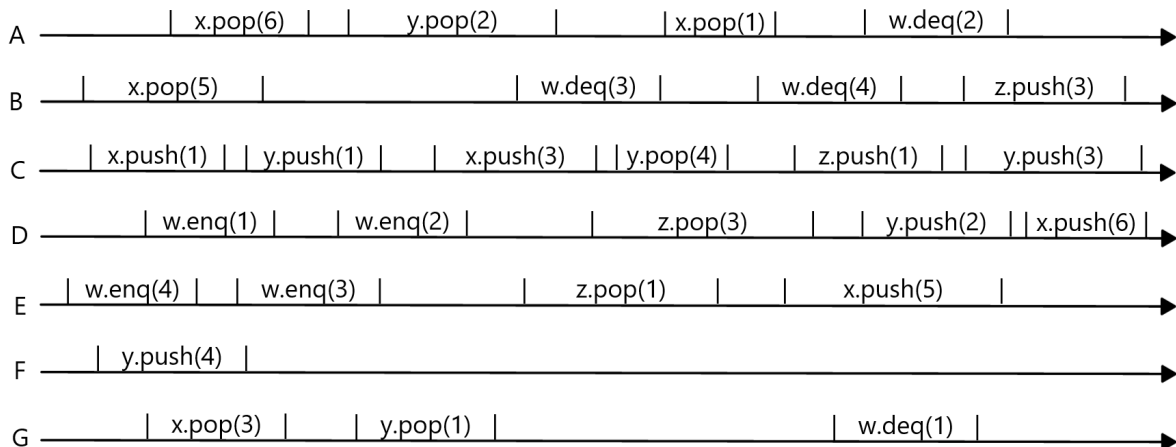 A x.pop(6) y.pop(2) x.pop(1) w.deq(2)
B x.pop(5) w.deq(3) w.deq(4) z.push(3)
C x.push(1) y.push(1) x.push(3) y.pop(4) z.push(1) y.push(3)
D w.enq(1) w.enq(2) z.pop(3) y.push(2) x.push(6)
E w.enq(4) w.enq(3) z.pop(1) x.push(5)
F y.push(4)
G x.pop(3) y.pop(1) w.deq(1)